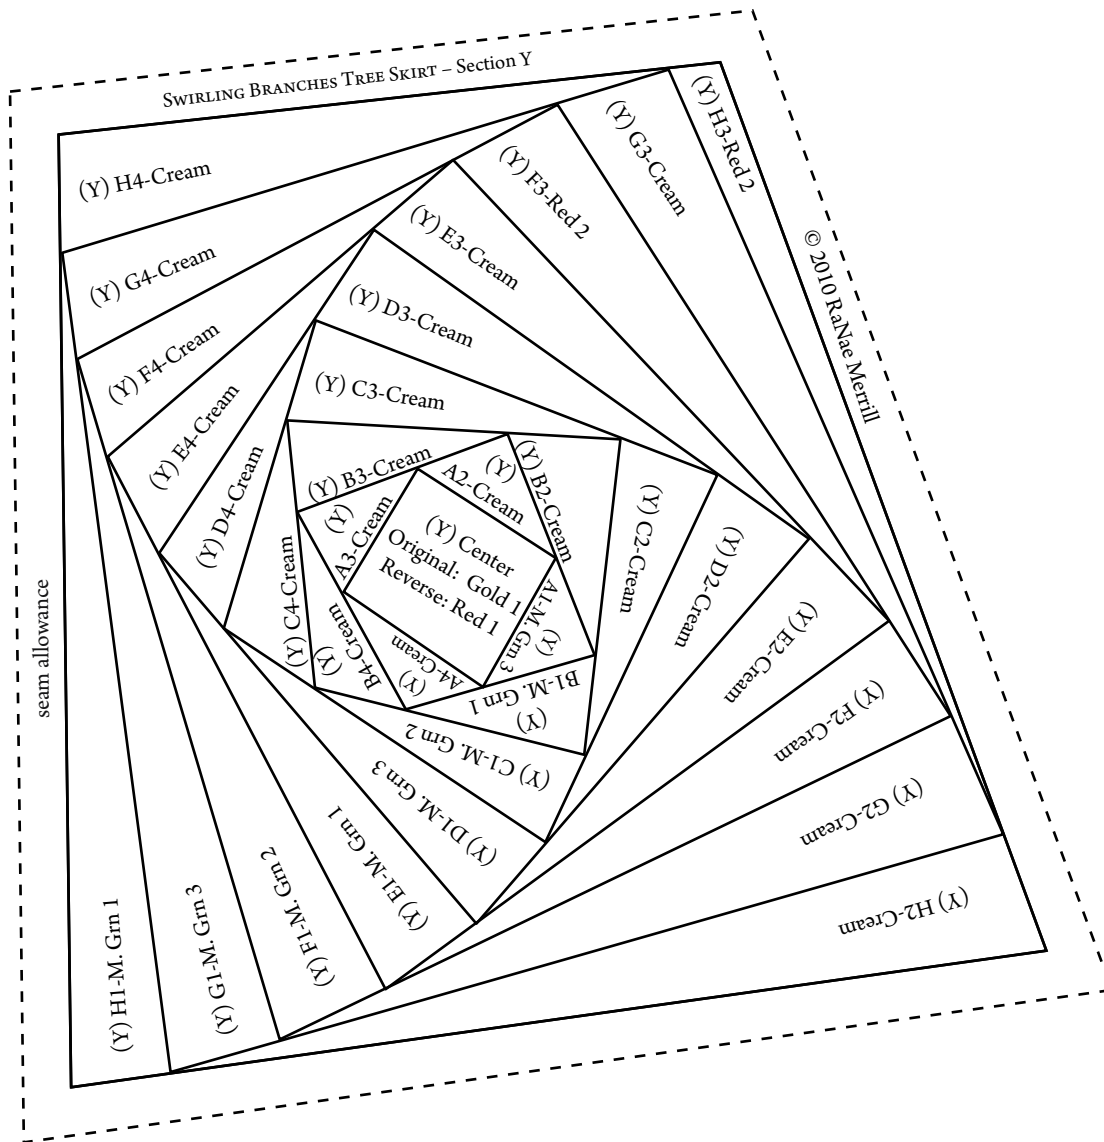 Swirling Branches Tree Skirt – Section Y
(Y) H3-Red 2
(Y) G3-Cream
(Y) F3-Red 2
(Y) H4-Cream
(Y) E3-Cream
(Y) G4-Cream
(Y) D3-Cream
© 2010 RaNae Merrill
(Y) F4-Cream
(Y) C3-Cream
(Y) E4-Cream
(Y) B3-Cream
(Y)
A2-Cream
(Y) B2-Cream
(Y) D4-Cream
(Y)
A3-Cream
(Y) Center
Original: Gold 1
Reverse: Red 1
(Y) C2-Cream
(Y) D2-Cream
(Y) C4-Cream
(Y)
B4-Cream
A1-M. Grn 3
(Y)
A4-Cream
(Y)
B1-M. Grn 1
(Y)
(Y) E2-Cream
seam allowance
(Y) F2-Cream
(Y) C1-M. Grn 2
(Y) G2-Cream
(Y) D1-M. Grn 3
(Y) E1-M. Grn 1
(Y) H2-Cream
(Y) F1-M. Grn 2
(Y) G1-M. Grn 3
(Y) H1-M. Grn 1